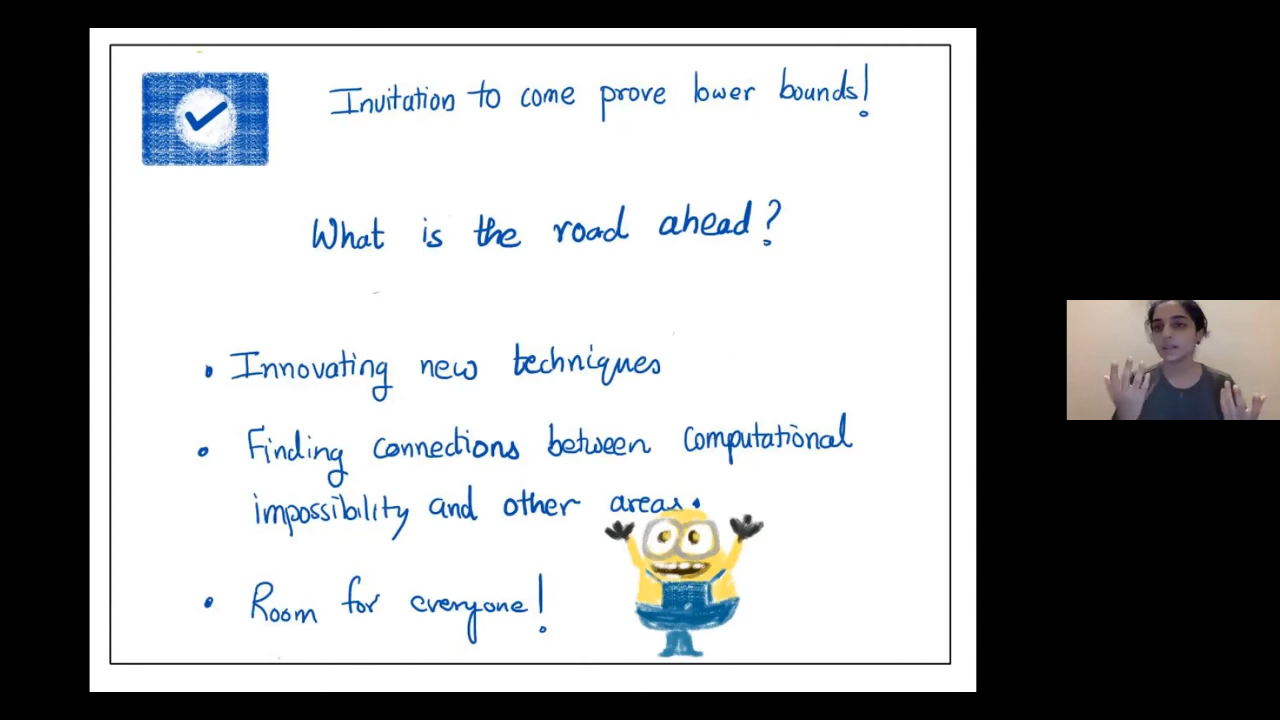 Invitation to come prove lower bounds!
What is the road ahead?
• Innovating new techniques
• Finding connections between computational
impossibility and other areas.
• Room for everyone!